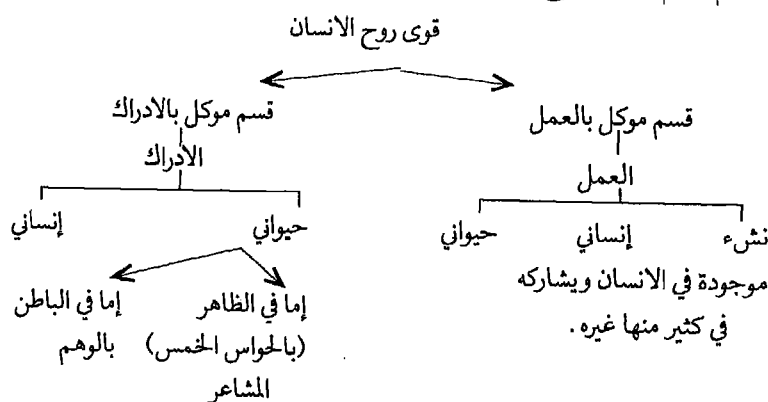 قوى روح الانسان
قسم موكل بالعمل
العمل
نشء إنساني حيواني
موجودة في الانسان ويشاركه
في كثير منها غيره.
قسم موكل بالادراك
الادراك
حيواني إنساني
إما في الظاهر
(بالحواس الخمس)
المشاعر
إما في الباطن
بالوهم